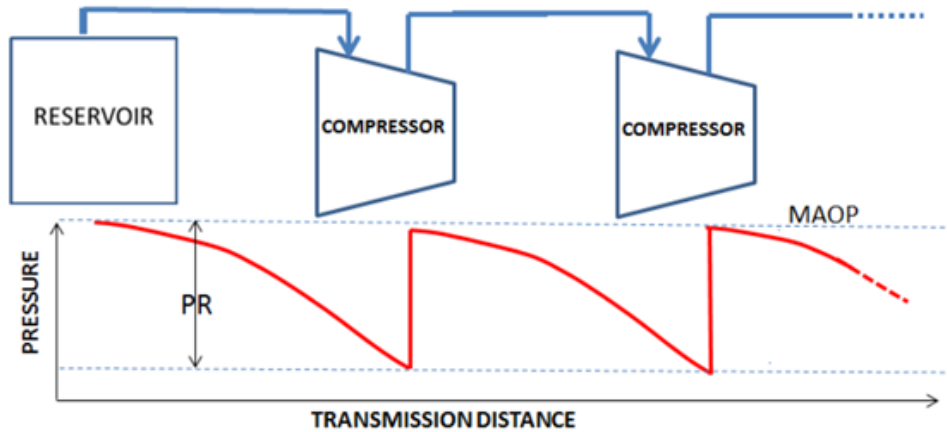 RESERVOIR
COMPRESSOR
COMPRESSOR
MAOP
PRESSURE
PR
TRANSMISSION DISTANCE